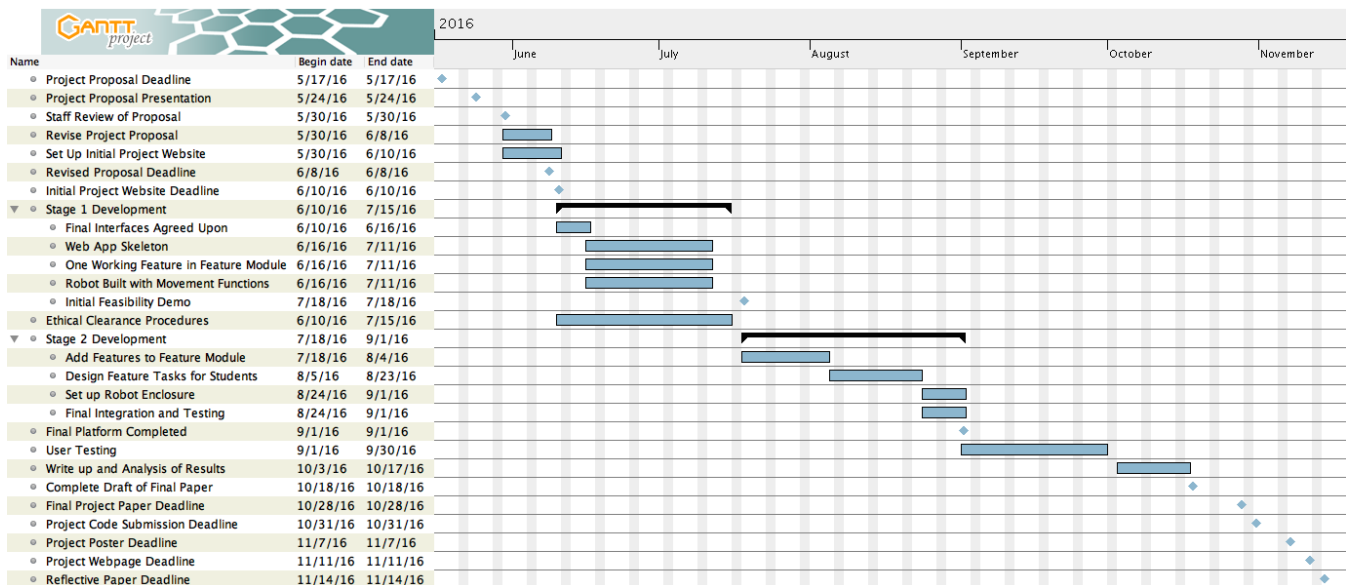 GANTT project
2016
June July August September October November
Name Begin date End date
Project Proposal Deadline 5/17/16 5/17/16
Project Proposal Presentation 5/24/16 5/24/16
Staff Review of Proposal 5/30/16 5/30/16
Revise Project Proposal 5/30/16 6/8/16
Set Up Initial Project Website 5/30/16 6/10/16
Revised Proposal Deadline 6/8/16 6/8/16
Initial Project Website Deadline 6/10/16 6/10/16
Stage 1 Development 6/10/16 7/15/16
Final Interfaces Agreed Upon 6/10/16 6/16/16
Web App Skeleton 6/16/16 7/11/16
One Working Feature in Feature Module 6/16/16 7/11/16
Robot Built with Movement Functions 6/16/16 7/11/16
Initial Feasibility Demo 7/18/16 7/18/16
Ethical Clearance Procedures 6/10/16 7/15/16
Stage 2 Development 7/18/16 9/1/16
Add Features to Feature Module 7/18/16 8/4/16
Design Feature Tasks for Students 8/5/16 8/23/16
Set up Robot Enclosure 8/24/16 9/1/16
Final Integration and Testing 8/24/16 9/1/16
Final Platform Completed 9/1/16 9/1/16
User Testing 9/1/16 9/30/16
Write up and Analysis of Results 10/3/16 10/17/16
Complete Draft of Final Paper 10/18/16 10/18/16
Final Project Paper Deadline 10/28/16 10/28/16
Project Code Submission Deadline 10/31/16 10/31/16
Project Poster Deadline 11/7/16 11/7/16
Project Webpage Deadline 11/11/16 11/11/16
Reflective Paper Deadline 11/14/16 11/14/16